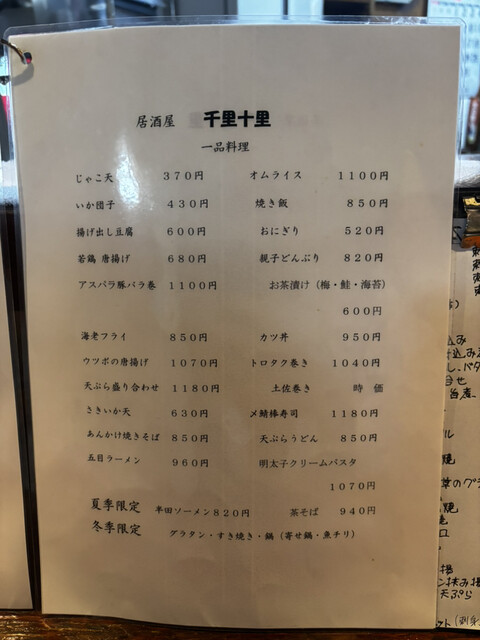 居酒屋 千里十里
一品料理
じゃこ天 370円 オムライス 1100円
いか団子 430円 焼き飯 850円
揚げ出し豆腐 600円 おにぎり 520円
若鶏 唐揚げ 680円 親子どんぶり 820円
アスパラ豚バラ巻 1100円 お茶漬け（梅・鮭・海苔）
600円
海老フライ 850円 カツ丼 950円
ウツボの唐揚げ 1070円 トロタク巻き 1040円
天ぷら盛り合わせ 1180円 土佐巻き 時 価
さきいか天 630円 〆鯖棒寿司 1180円
あんかけ焼きそば 850円 天ぷらうどん 850円
五目ラーメン 960円 明太子クリームパスタ
1070円
夏季限定 半田ソーメン820円 茶そば 940円
冬季限定 グラタン・すき焼き・鍋（寄せ鍋・魚チリ）